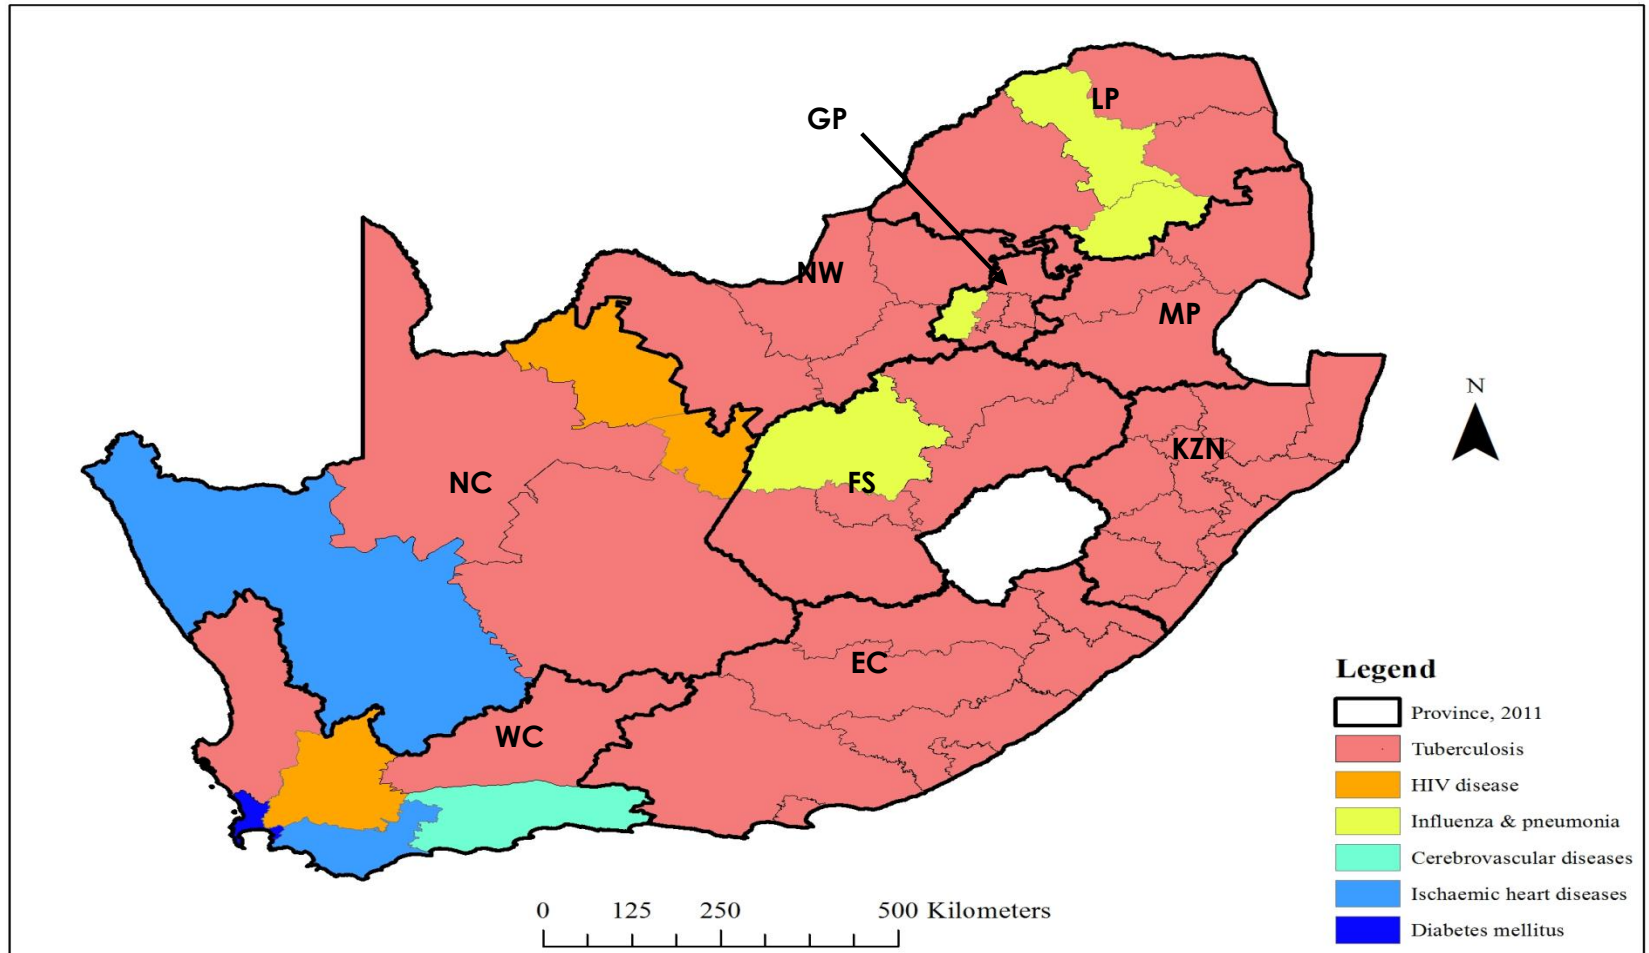 LP
GP
NW
MP
N
KZN
NC
FS
EC
WC
Legend
Province, 2011
Tuberculosis
HIV disease
Influenza & pneumonia
Cerebrovascular diseases
Ischaemic heart diseases
Diabetes mellitus
0 125 250 500 Kilometers